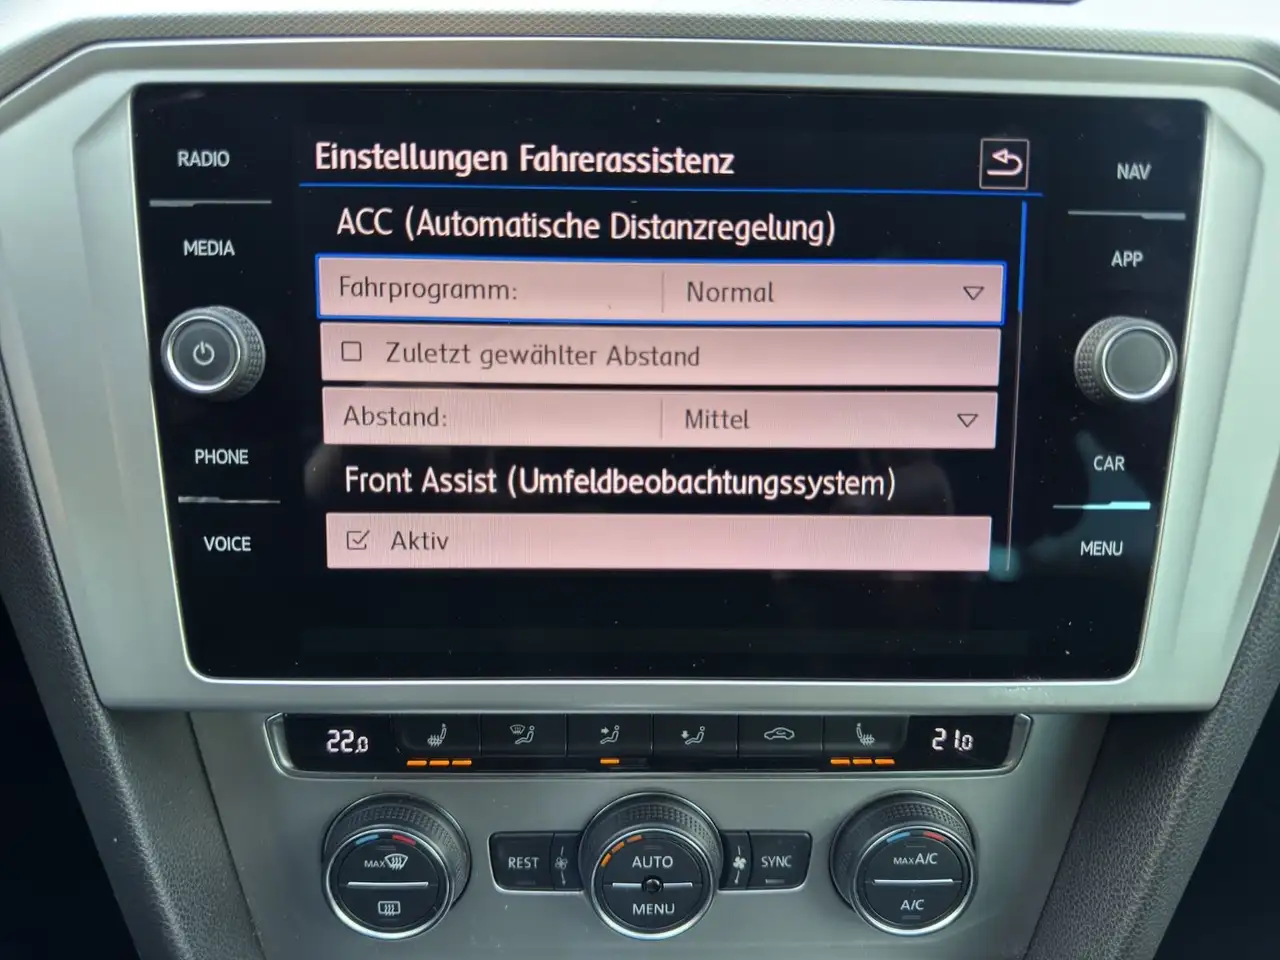 RADIO
MEDIA
PHONE
VOICE
Einstellungen Fahrerassistenz
ACC (Automatische Distanzregelung)
Fahrprogramm: Normal
Zuletzt gewählter Abstand
Abstand: Mittel
Front Assist (Umfeldbeobachtungssystem)
Aktiv
NAV
APP
CAR
MENU
22.0
21.0
MAX
REST
AUTO
MENU
SYNC
MAX A/C
A/C